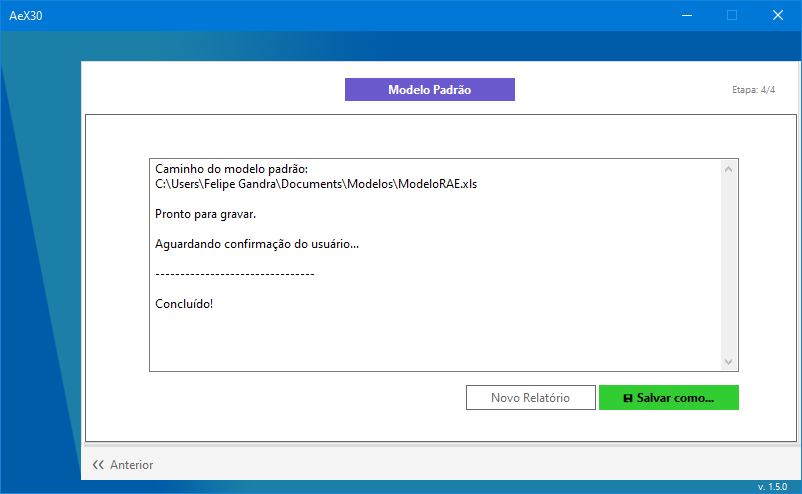 AeX30
Modelo Padrão
Etapa: 4/4
Caminho do modelo padrão:
C:\Users\Felipe Gandra\Documents\Modelos\ModeloRAE.xls
Pronto para gravar.
Aguardando confirmação do usuário...
--------------------------------
Concluído!
Novo Relatório
Salvar como...
Anterior
v. 1.5.0